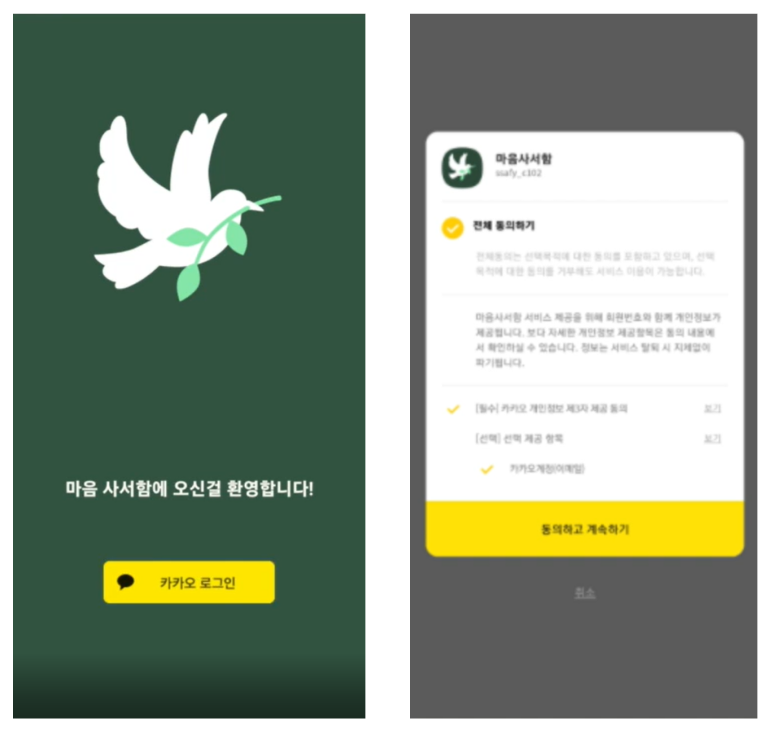 마음 사서함에 오신걸 환영합니다!
카카오 로그인
마음사서함
ssafy_c102
전체 동의하기
전체동의는 선택목적에 대한 동의를 포함하고 있으며, 선택
목적에 대한 동의를 거부해도 서비스 이용이 가능합니다.
마음사서함 서비스 제공을 위해 회원번호와 함께 개인정보가
제공됩니다. 보다 자세한 개인정보 제공항목은 동의 내용에
서 확인하실 수 있습니다. 정보는 서비스 탈퇴 시 지체없이
파기됩니다.
[필수] 카카오 개인정보 제3자 제공 동의 보기
[선택] 선택 제공 항목 보기
카카오계정(이메일)
동의하고 계속하기
취소